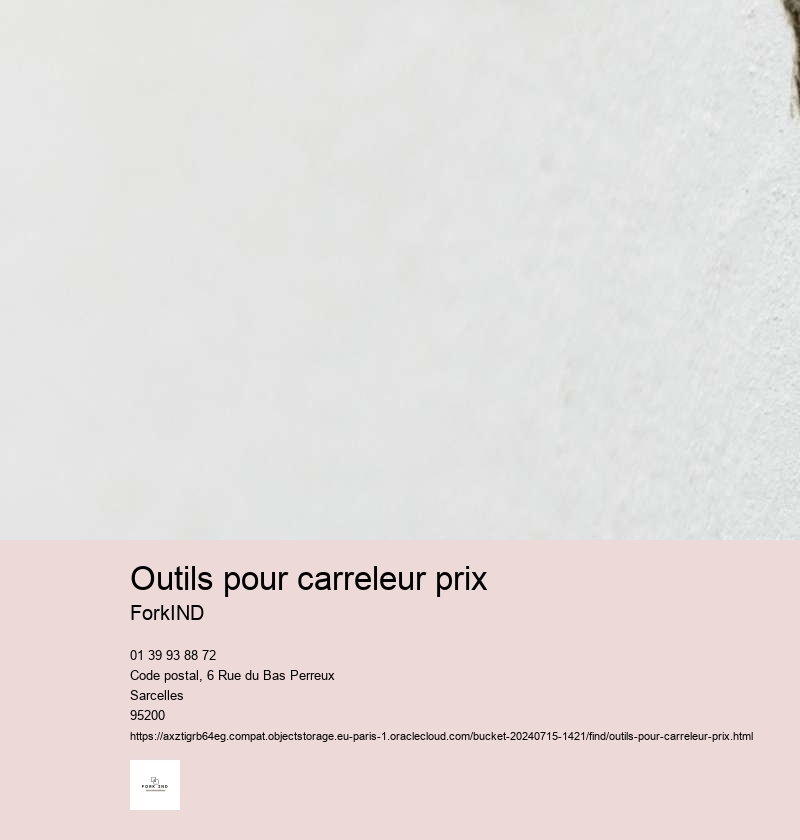 Outils pour carreleur prix
ForkIND
01 39 93 88 72
Code postal, 6 Rue du Bas Perreux
Sarcelles
95200
https://axztigrb64eg.compat.objectstorage.eu-paris-1.oraclecloud.com/bucket-20240715-1421/find/outils-pour-carreleur-prix.html
FORK IND